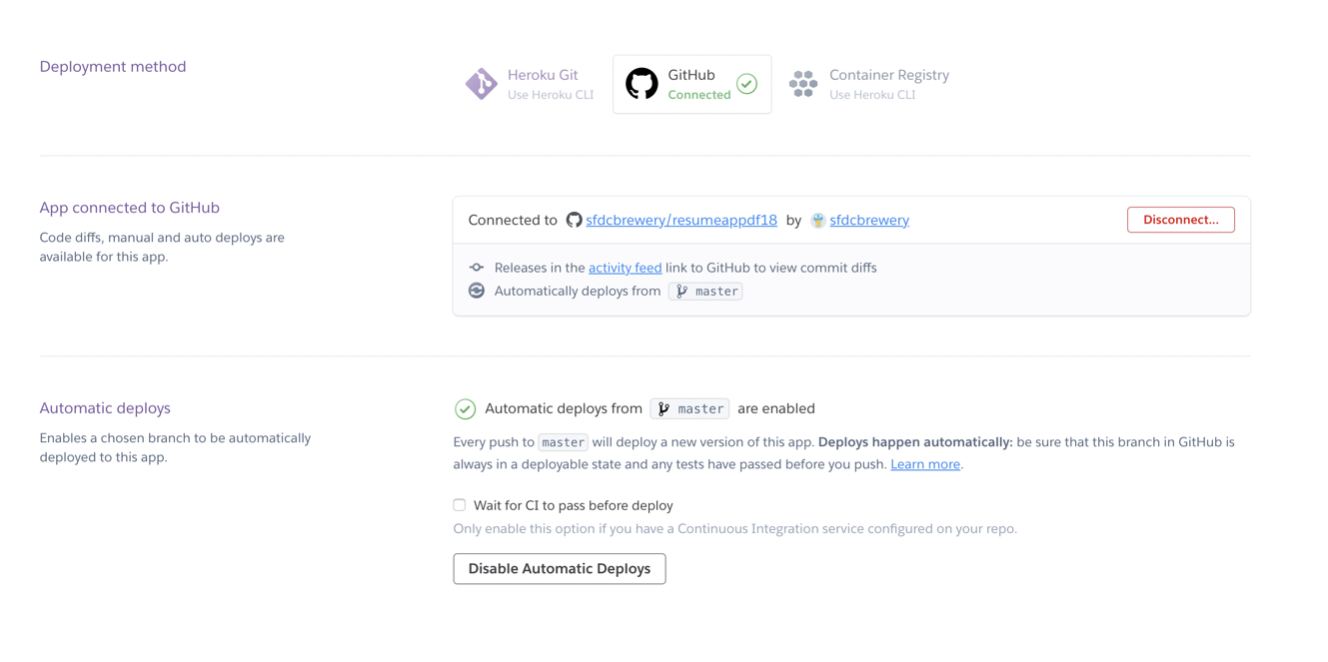 Deployment method
Heroku Git
Use Heroku CLI
GitHub
Connected
Container Registry
Use Heroku CLI
App connected to GitHub
Code diffs, manual and auto deploys are
available for this app.
Connected to sfdcbrewery/resumeappdf18 by sfdcbrewery
Disconnect...
Releases in the activity feed link to GitHub to view commit diffs
Automatically deploys from master
Automatic deploys
Enables a chosen branch to be automatically
deployed to this app.
Automatic deploys from master are enabled
Every push to master will deploy a new version of this app. Deploys happen automatically: be sure that this branch in GitHub is
always in a deployable state and any tests have passed before you push. Learn more.
Wait for CI to pass before deploy
Only enable this option if you have a Continuous Integration service configured on your repo.
Disable Automatic Deploys